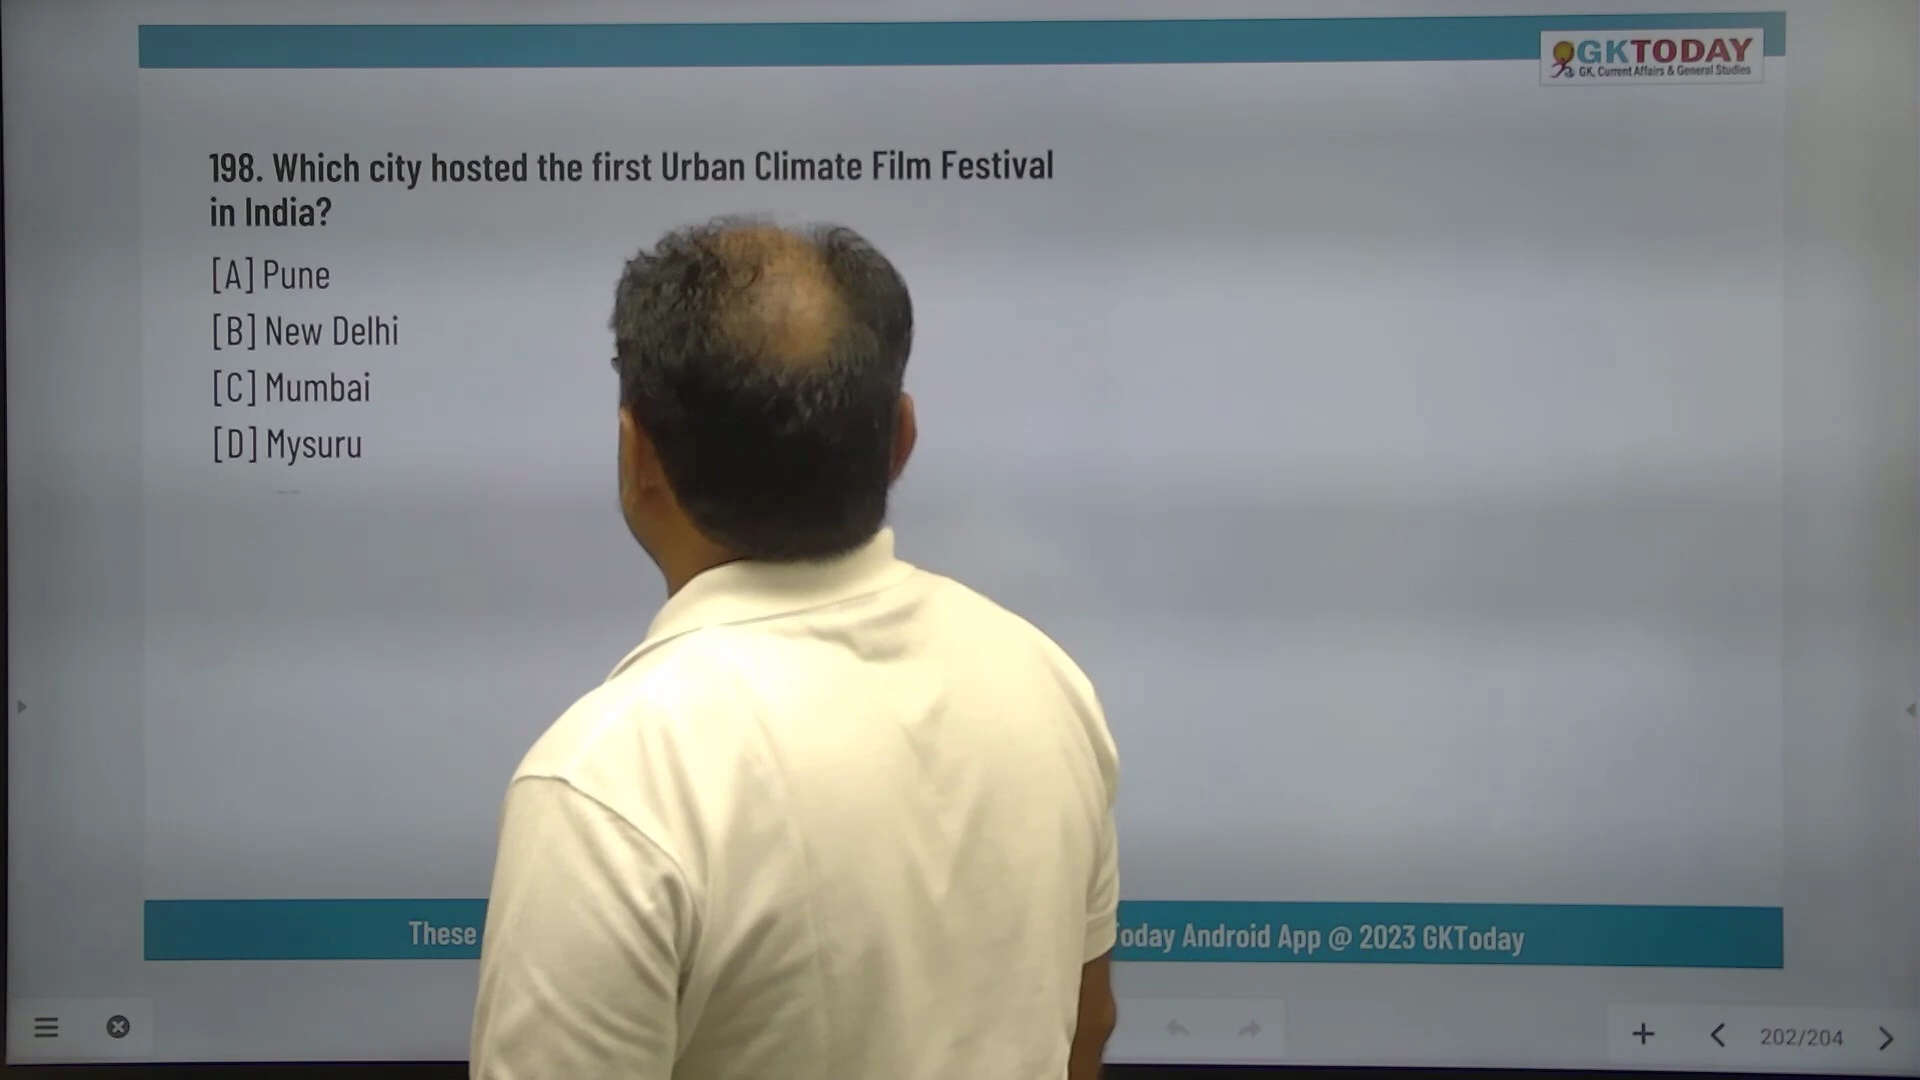 GKTODAY
GK, Current Affairs & General Studies
198. Which city hosted the first Urban Climate Film Festival
in India?
[A] Pune
[B] New Delhi
[C] Mumbai
[D] Mysuru
These
Today Android App @ 2023 GKToday
202/204